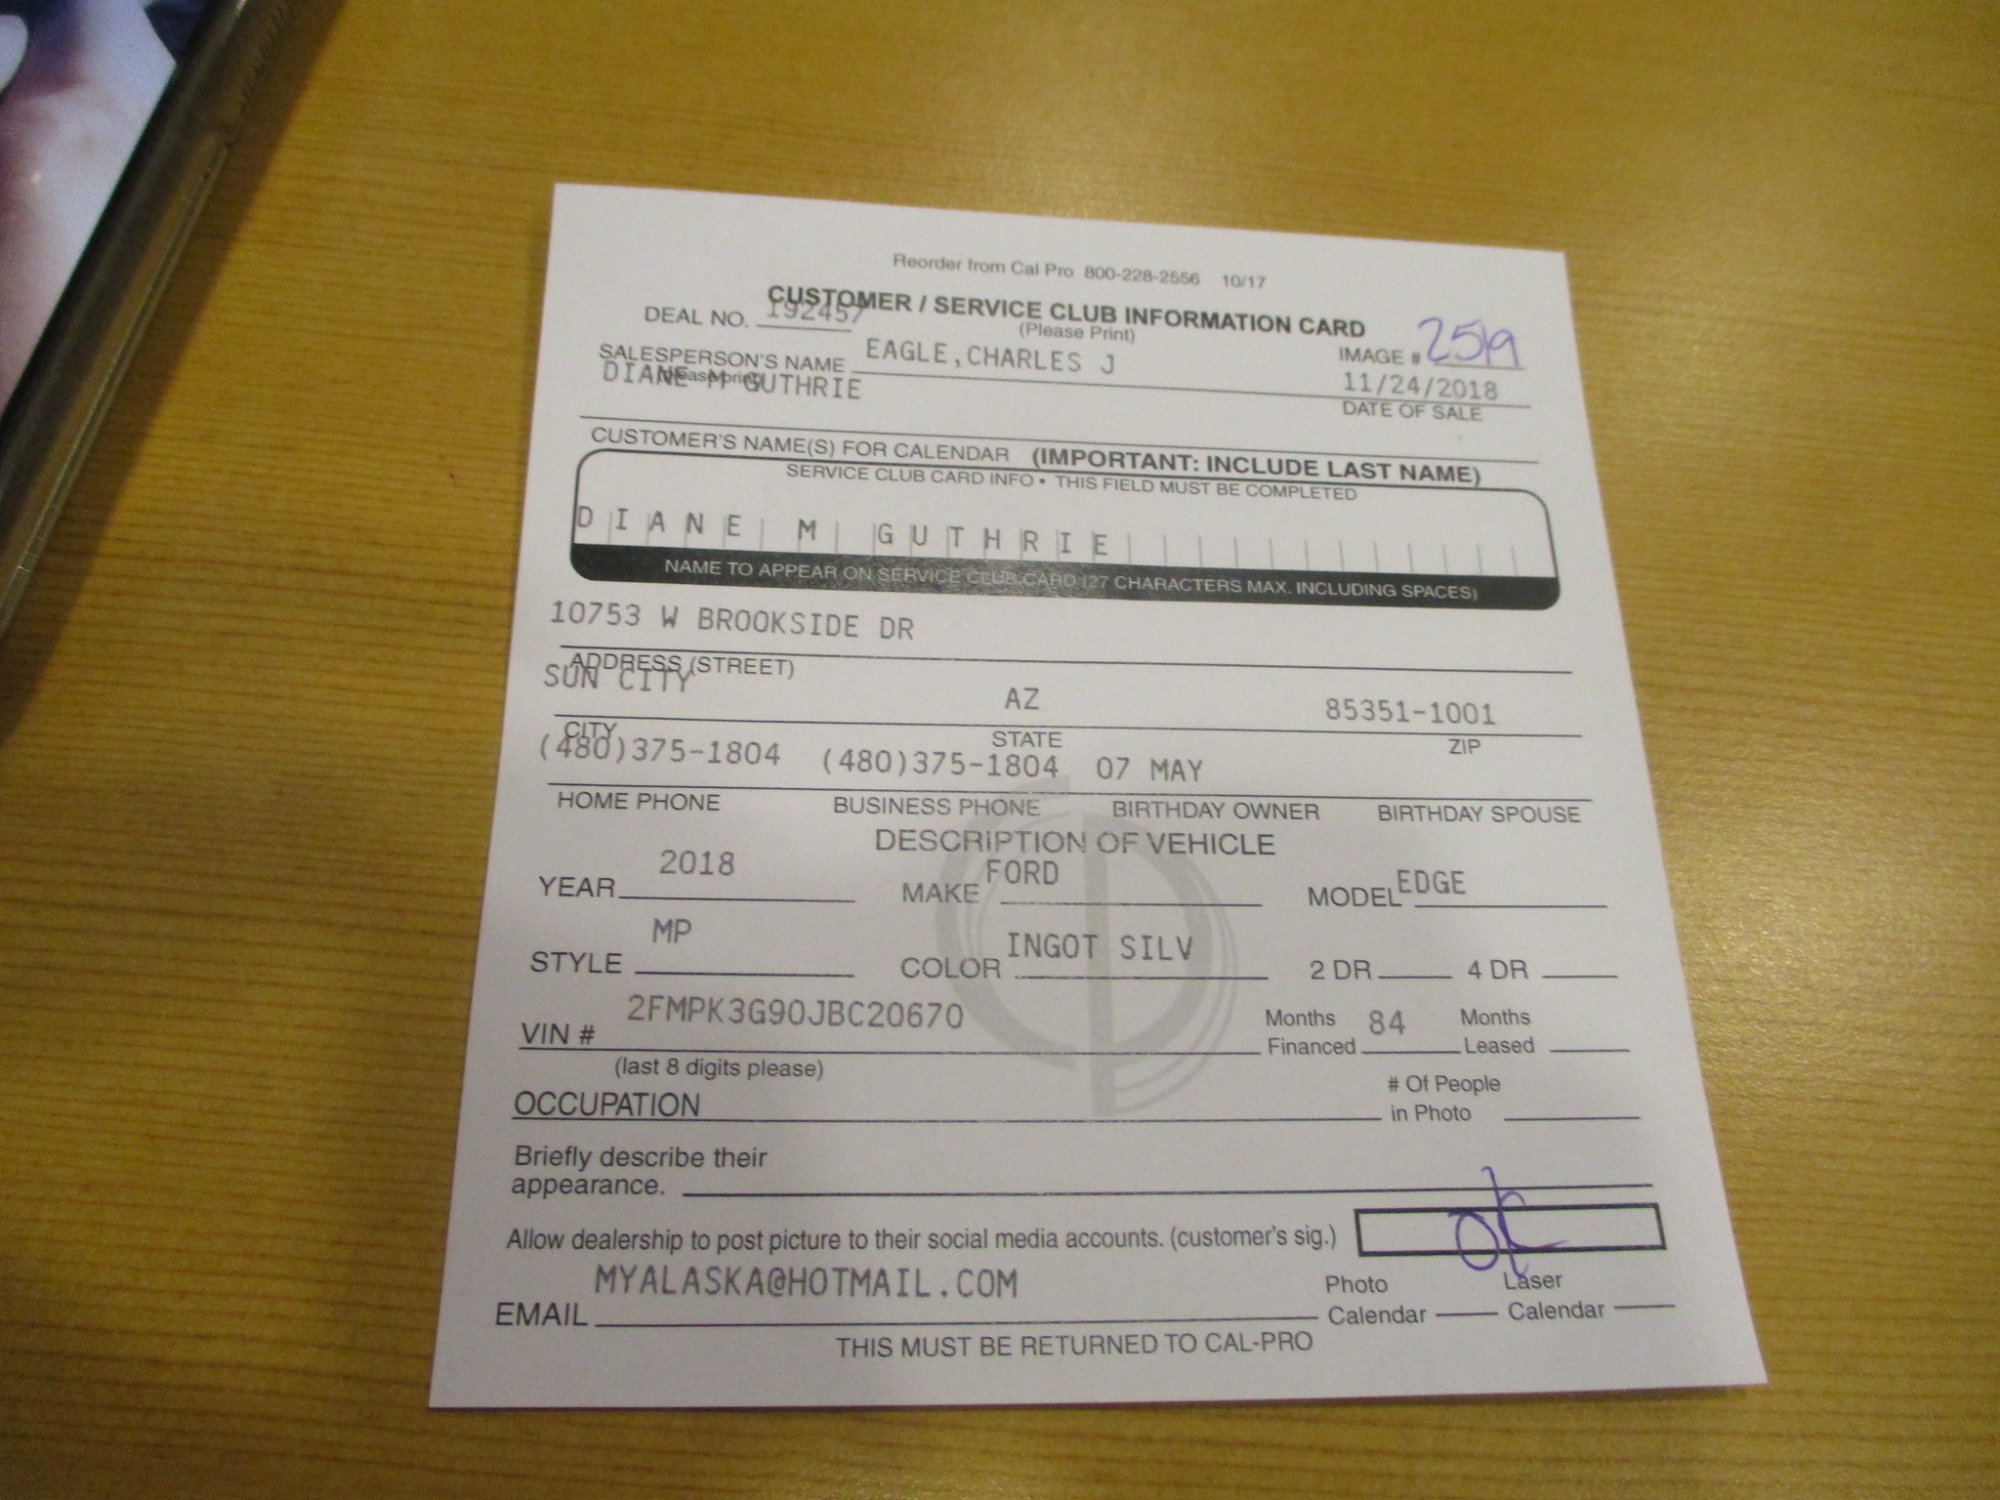 Reorder from Cal Pro 800-228-2556 10/17
CUSTOMER / SERVICE CLUB INFORMATION CARD
DEAL NO. 192457
(Please Print)
IMAGE # 2519
SALESPERSON'S NAME EAGLE,CHARLES J
(please print)
11/24/2018
DIANE M GUTHRIE
DATE OF SALE
CUSTOMER'S NAME(S) FOR CALENDAR (IMPORTANT: INCLUDE LAST NAME)
SERVICE CLUB CARD INFO • THIS FIELD MUST BE COMPLETED
DIANE M GUTHRIE
NAME TO APPEAR ON SERVICE CLUB CARD (27 CHARACTERS MAX. INCLUDING SPACES)
10753 W BROOKSIDE DR
ADDRESS (STREET)
SUN CITY AZ 85351-1001
CITY STATE ZIP
(480)375-1804 (480)375-1804 07 MAY
HOME PHONE BUSINESS PHONE BIRTHDAY OWNER BIRTHDAY SPOUSE
DESCRIPTION OF VEHICLE
YEAR 2018 MAKE FORD MODEL EDGE
STYLE MP COLOR INGOT SILV 2 DR 4 DR
VIN # 2FMPK3G90JBC20670 Months Financed 84 Months Leased
(last 8 digits please)
OCCUPATION # Of People in Photo
Briefly describe their
appearance.
Allow dealership to post picture to their social media accounts. (customer's sig.)
EMAIL MYALASKA@HOTMAIL.COM Photo Calendar Laser Calendar
THIS MUST BE RETURNED TO CAL-PRO